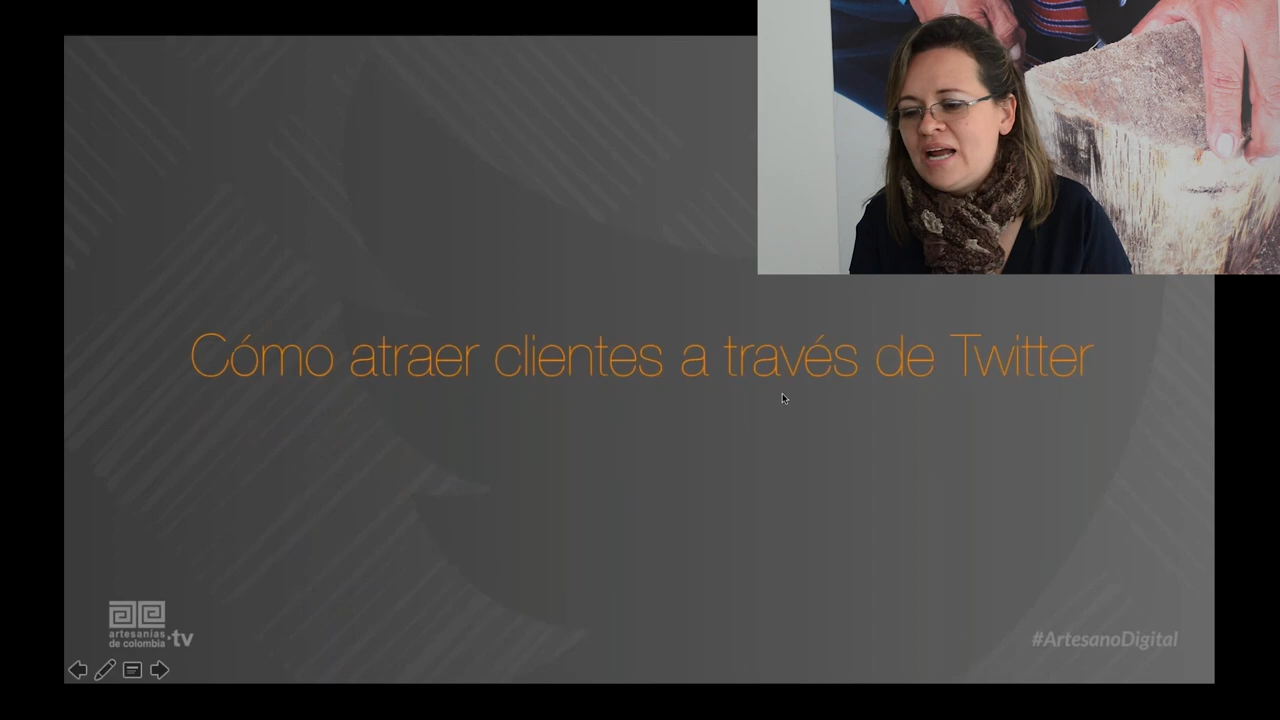 Cómo atraer clientes a través de Twitter
artesanías
de colombia
.tv
#ArtesanoDigital